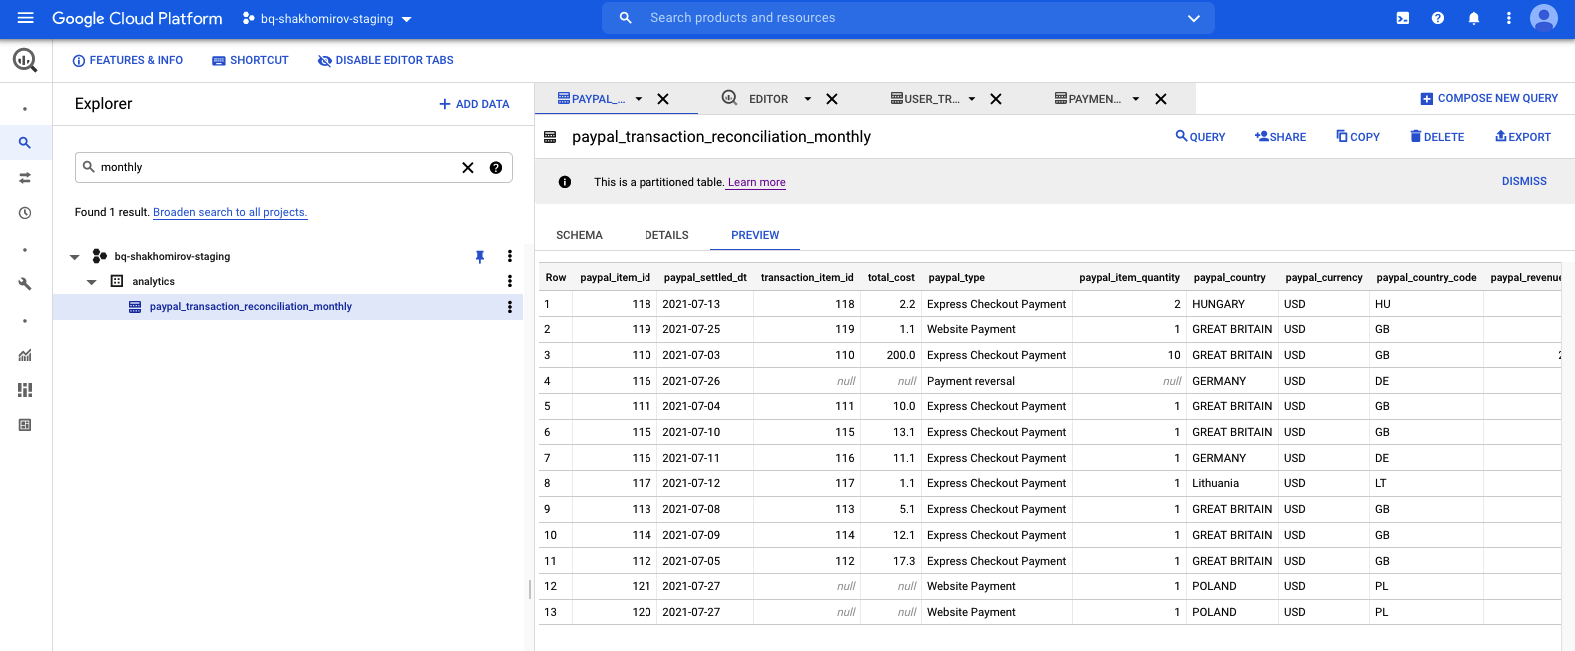 Google Cloud Platform bq-shakhomirov-staging Search products and resources
FEATURES & INFO SHORTCUT DISABLE EDITOR TABS
Explorer + ADD DATA
PAYPAL_... EDITOR USER_TR... PAYMEN... COMPOSE NEW QUERY
paypal_transaction_reconciliation_monthly QUERY SHARE COPY DELETE EXPORT
monthly
This is a partitioned table. Learn more DISMISS
Found 1 result. Broaden search to all projects.
SCHEMA DETAILS PREVIEW
bq-shakhomirov-staging
analytics
paypal_transaction_reconciliation_monthly
Row paypal_item_id paypal_settled_dt transaction_item_id total_cost paypal_type paypal_item_quantity paypal_country paypal_currency paypal_country_code paypal_revenue
1 118 2021-07-13 118 2.2 Express Checkout Payment 2 HUNGARY USD HU
2 119 2021-07-25 119 1.1 Website Payment 1 GREAT BRITAIN USD GB
3 110 2021-07-03 110 200.0 Express Checkout Payment 10 GREAT BRITAIN USD GB 2
4 116 2021-07-26 null null Payment reversal null GERMANY USD DE
5 111 2021-07-04 111 10.0 Express Checkout Payment 1 GREAT BRITAIN USD GB
6 115 2021-07-10 115 13.1 Express Checkout Payment 1 GREAT BRITAIN USD GB
7 116 2021-07-11 116 11.1 Express Checkout Payment 1 GERMANY USD DE
8 117 2021-07-12 117 1.1 Express Checkout Payment 1 Lithuania USD LT
9 113 2021-07-08 113 5.1 Express Checkout Payment 1 GREAT BRITAIN USD GB
10 114 2021-07-09 114 12.1 Express Checkout Payment 1 GREAT BRITAIN USD GB
11 112 2021-07-05 112 17.3 Express Checkout Payment 1 GREAT BRITAIN USD GB
12 121 2021-07-27 null null Website Payment 1 POLAND USD PL
13 120 2021-07-27 null null Website Payment 1 POLAND USD PL